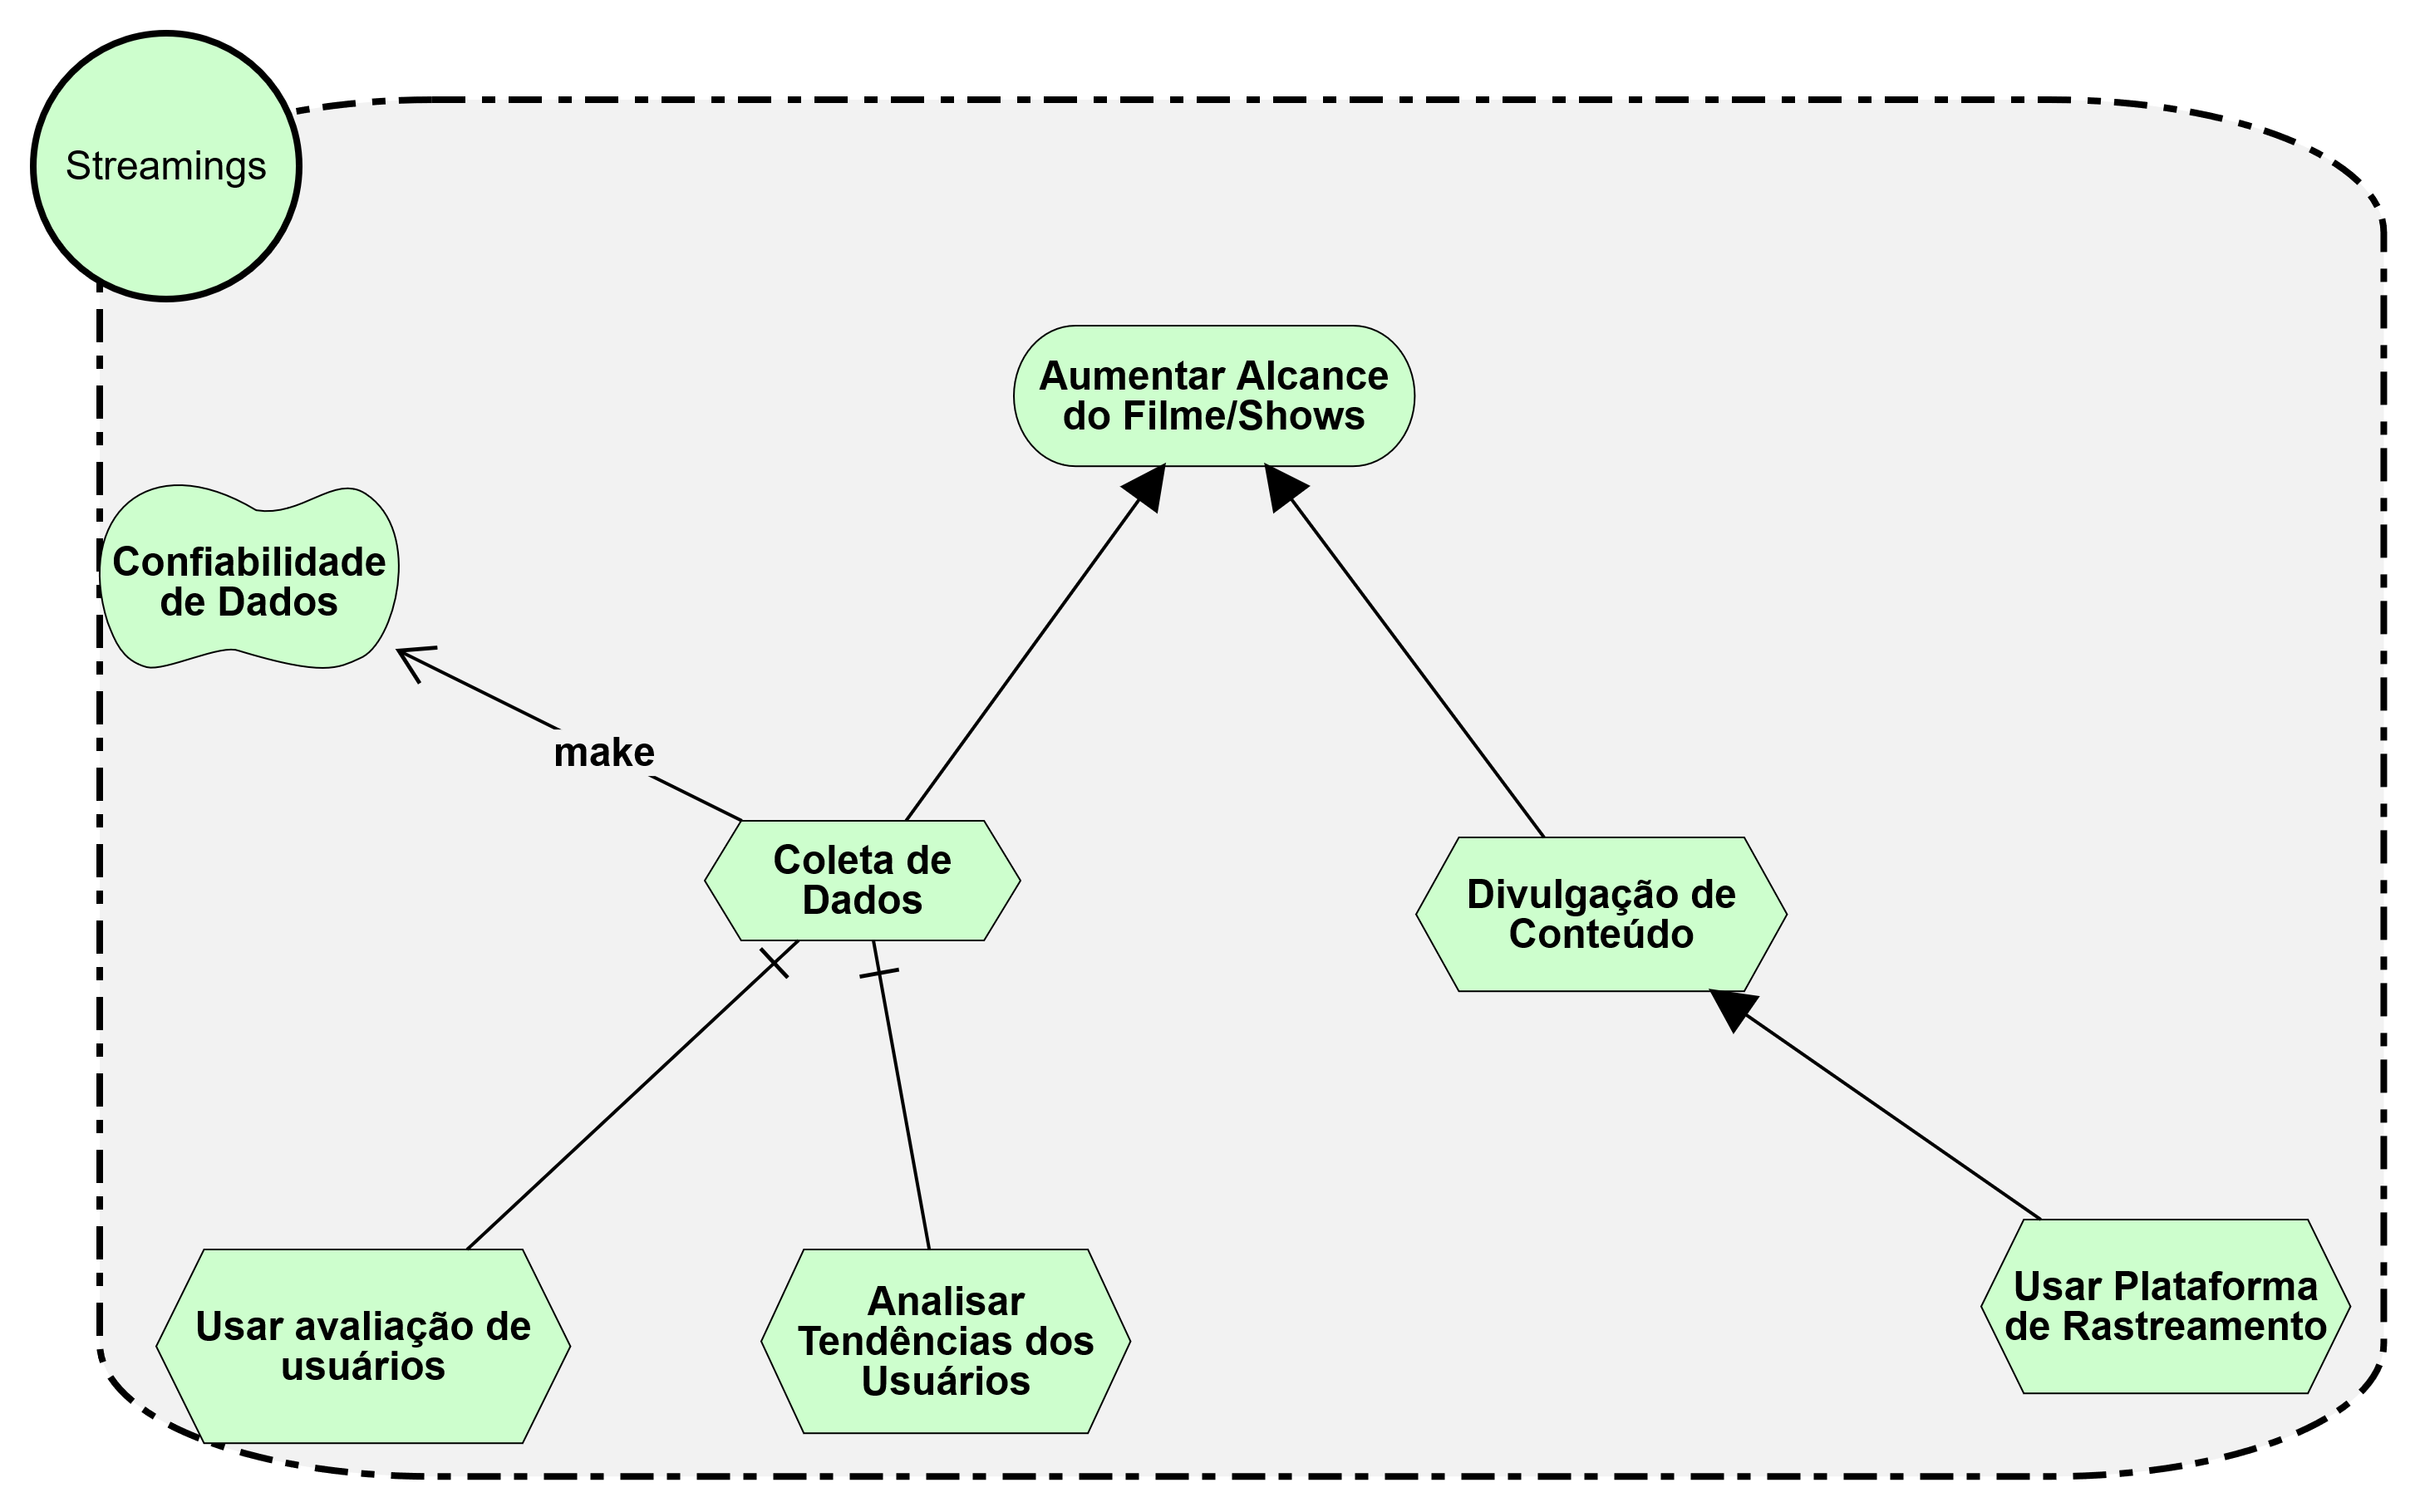 Streamings
Aumentar Alcance
do Filme/Shows
Confiabilidade
de Dados
make
Coleta de
Dados
Divulgação de
Conteúdo
Usar avaliação de
usuários
Analisar
Tendências dos
Usuários
Usar Plataforma
de Rastreamento